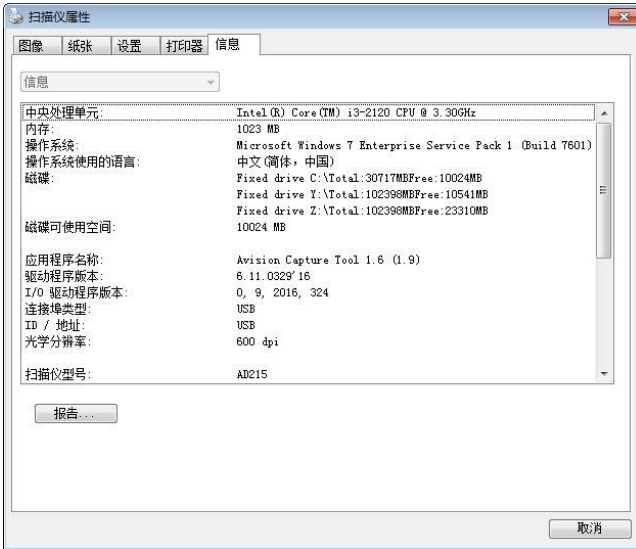 扫描仪属性
图像 纸张 设置 打印器 信息
信息
中央处理单元: Intel(R) Core(TM) i3-2120 CPU @ 3.30GHz
内存: 1023 MB
操作系统: Microsoft Windows 7 Enterprise Service Pack 1 (Build 7601)
操作系统使用的语言: 中文(简体，中国)
磁碟: Fixed drive C:\Total:30717MBFree:10024MB
Fixed drive Y:\Total:102398MBFree:10541MB
Fixed drive Z:\Total:102398MBFree:23310MB
磁碟可使用空间: 10024 MB
应用程序名称: Avision Capture Tool 1.6 (1.9)
驱动程序版本: 6.11.0329'16
I/O 驱动程序版本: 0, 9, 2016, 324
连接埠类型: USB
ID / 地址: USB
光学分辨率: 600 dpi
扫描仪型号: AD215
报告...
取消